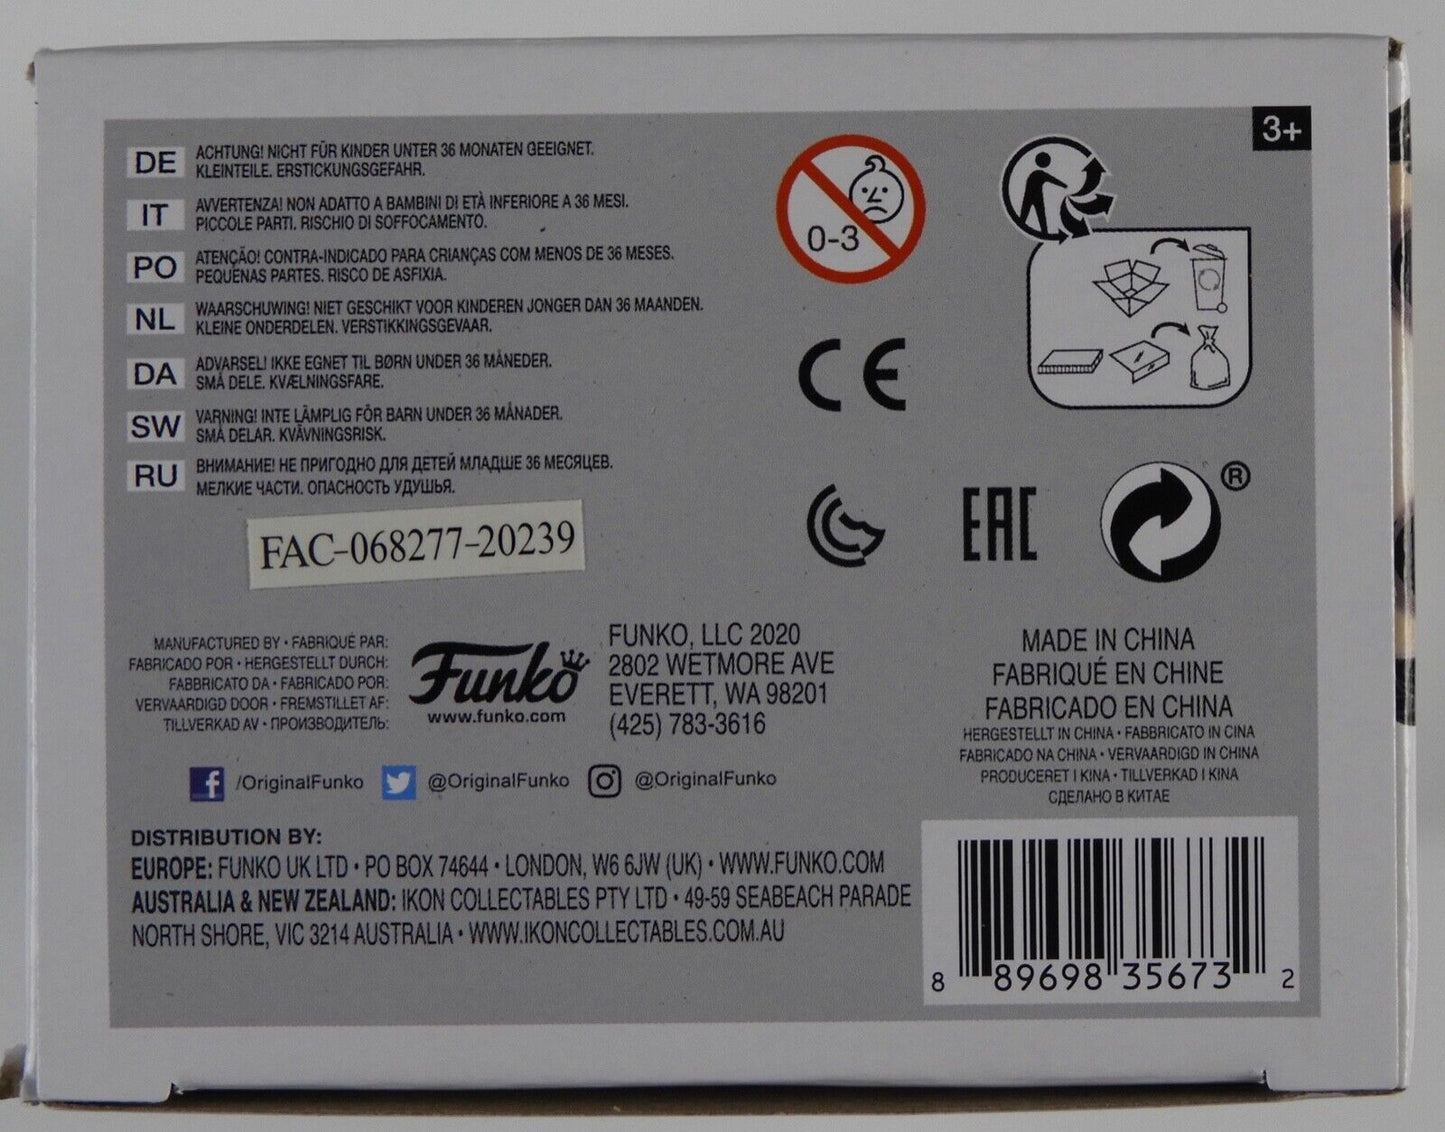 3+
DE ACHTUNG! NICHT FÜR KINDER UNTER 36 MONATEN GEEIGNET.
KLEINTEILE. ERSTICKUNGSGEFAHR.
IT AVVERTENZA! NON ADATTO A BAMBINI DI ETÀ INFERIORE A 36 MESI.
PICCOLE PARTI. RISCHIO DI SOFFOCAMENTO.
PO ATENÇÃO! CONTRA-INDICADO PARA CRIANÇAS COM MENOS DE 36 MESES.
PEQUENAS PARTES. RISCO DE ASFIXIA.
NL WAARSCHUWING! NIET GESCHIKT VOOR KINDEREN JONGER DAN 36 MAANDEN.
KLEINE ONDERDELEN. VERSTIKKINGSGEVAAR.
DA ADVARSEL! IKKE EGNET TIL BØRN UNDER 36 MÅNEDER.
SMÅ DELE. KVÆLNINGSFARE.
SW VARNING! INTE LÄMPLIG FÖR BARN UNDER 36 MÅNADER.
SMÅ DELAR. KVÄVNINGSRISK.
RU ВНИМАНИЕ! НЕ ПРИГОДНО ДЛЯ ДЕТЕЙ МЛАДШЕ 36 МЕСЯЦЕВ.
МЕЛКИЕ ЧАСТИ. ОПАСНОСТЬ УДУШЬЯ.
0-3
CE
EAC
®
FAC-068277-20239
MANUFACTURED BY • FABRIQUÉ PAR:
FABRICADO POR • HERGESTELLT DURCH:
FABBRICATO DA • FABRICADO POR:
VERVAARDIGD DOOR • FREMSTILLET AF:
TILLVERKAD AV • ПРОИЗВОДИТЕЛЬ:
Funko
www.funko.com
FUNKO, LLC 2020
2802 WETMORE AVE
EVERETT, WA 98201
(425) 783-3616
MADE IN CHINA
FABRIQUÉ EN CHINE
FABRICADO EN CHINA
HERGESTELLT IN CHINA • FABBRICATO IN CINA
FABRICADO NA CHINA • VERVAARDIGD IN CHINA
PRODUCERET I KINA • TILLVERKAD I KINA
СДЕЛАНО В КИТАЕ
f /OriginalFunko @OriginalFunko @OriginalFunko
DISTRIBUTION BY:
EUROPE: FUNKO UK LTD • PO BOX 74644 • LONDON, W6 6JW (UK) • WWW.FUNKO.COM
AUSTRALIA & NEW ZEALAND: IKON COLLECTABLES PTY LTD • 49-59 SEABEACH PARADE
NORTH SHORE, VIC 3214 AUSTRALIA • WWW.IKONCOLLECTABLES.COM.AU
8 89698 35673 2